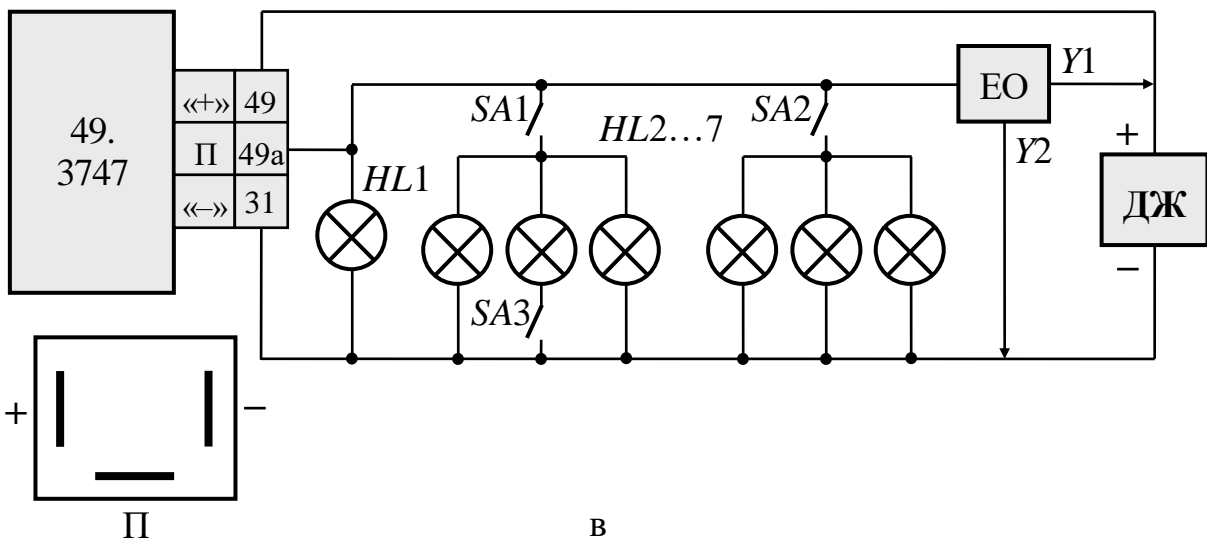 49.
3747
«+» 49
П 49а
«–» 31
HL1
SA1
HL2…7
SA2
SA3
ЕО
Y1
Y2
+
ДЖ
–
+
–
П
в